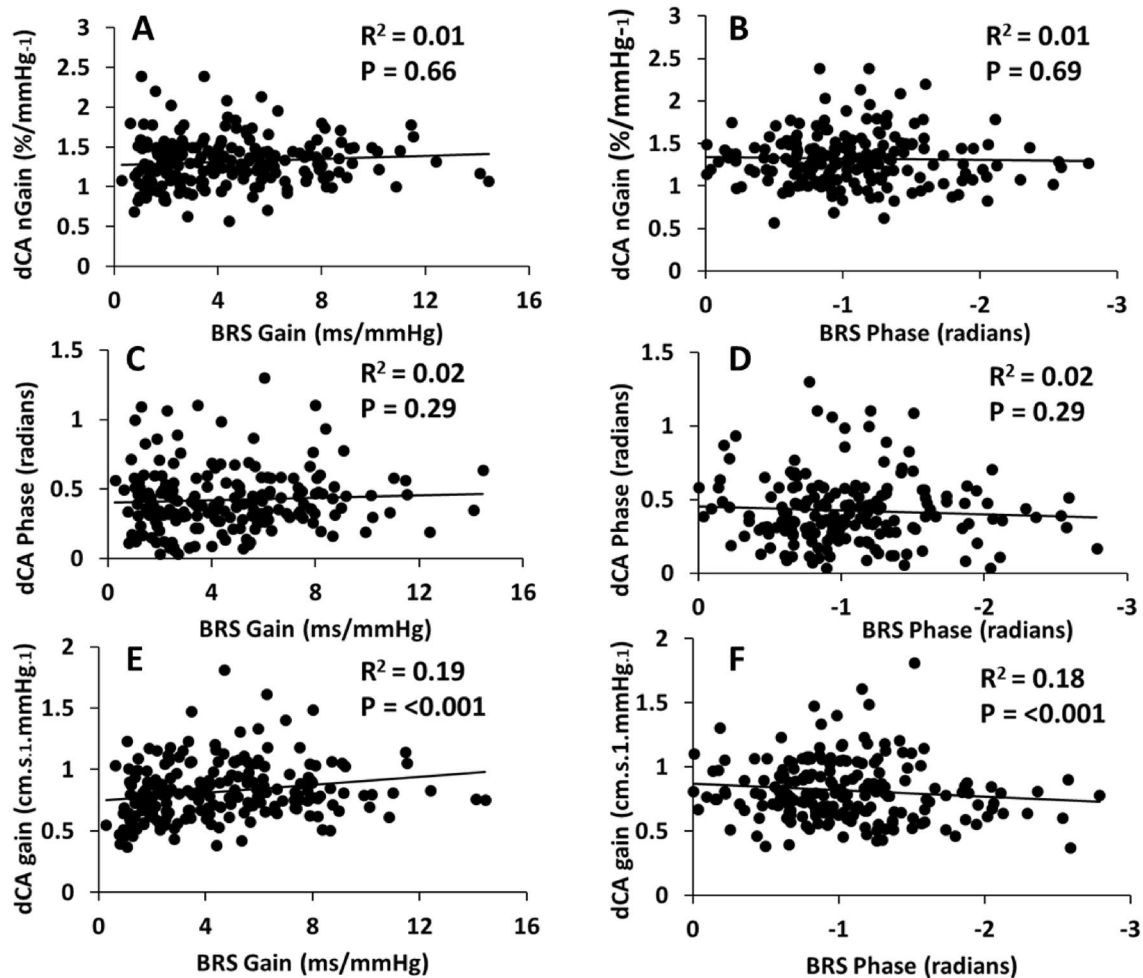 A
R² = 0.01
P = 0.66
3
2.5
2
1.5
1
0.5
0
dCA nGain (%/mmHg-1)
0 4 8 12 16
BRS Gain (ms/mmHg)
B
R² = 0.01
P = 0.69
3
2.5
2
1.5
1
0.5
0
dCA nGain (%/mmHg-1)
0 -1 -2 -3
BRS Phase (radians)
C
R² = 0.02
P = 0.29
1.5
1
0.5
0
dCA Phase (radians)
0 4 8 12 16
BRS Gain (ms/mmHg)
D
R² = 0.02
P = 0.29
1.5
1
0.5
0
dCA Phase (radians)
0 -1 -2 -3
BRS Phase (radians)
E
R² = 0.19
P = <0.001
2
1.5
1
0.5
0
dCA gain (cm.s.1.mmHg.1)
0 4 8 12 16
BRS Gain (ms/mmHg)
F
R² = 0.18
P = <0.001
2
1.5
1
0.5
0
dCA gain (cm.s.1.mmHg.1)
0 -1 -2 -3
BRS Phase (radians)